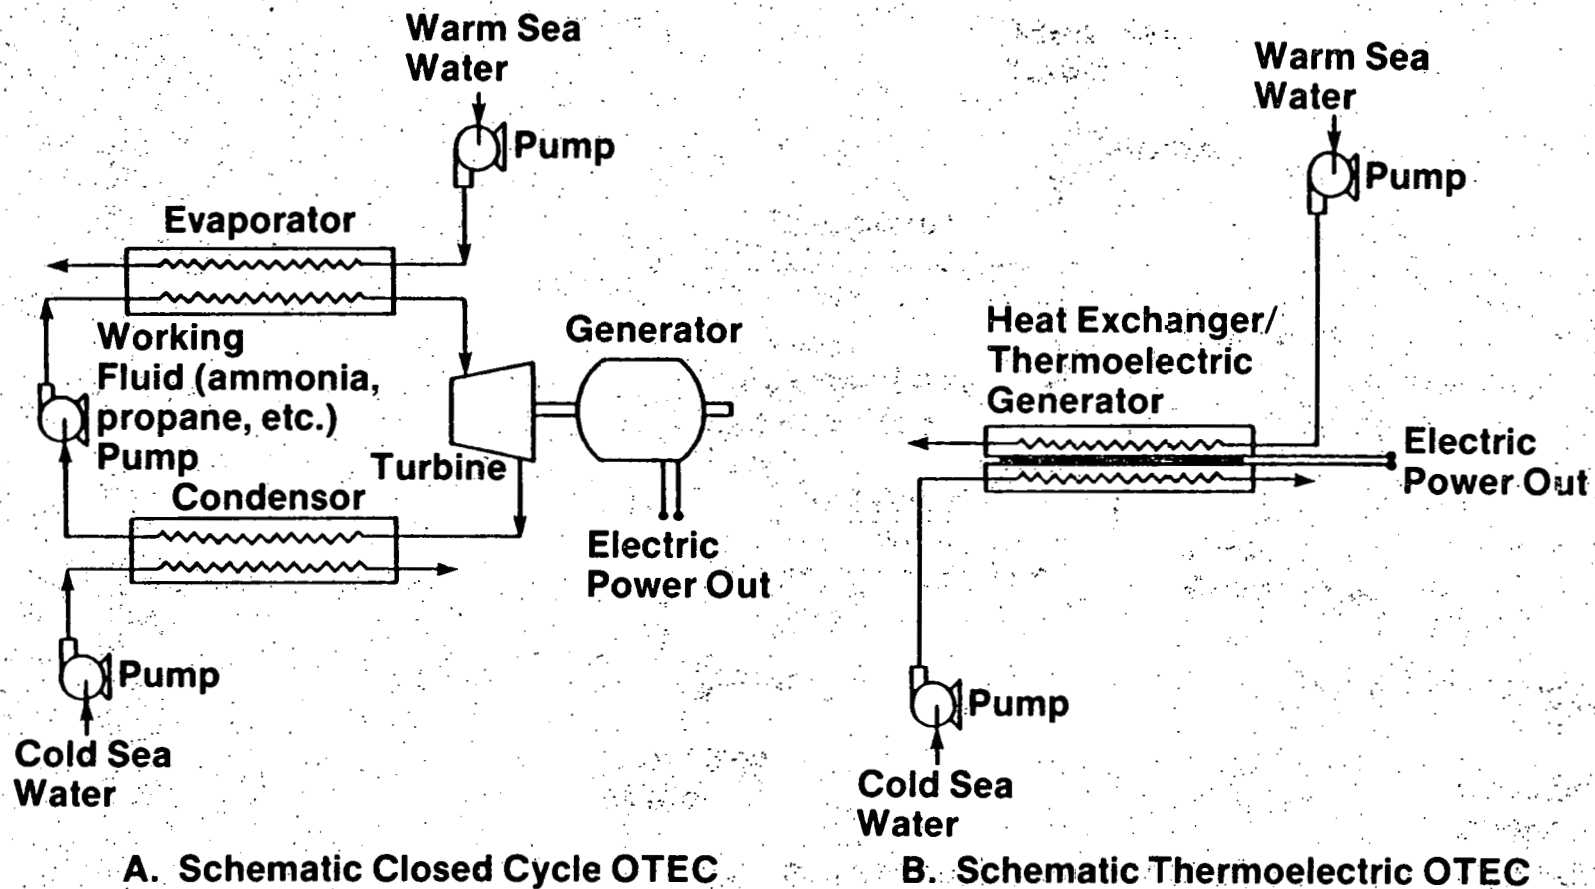 Warm Sea
Water
Pump
Evaporator
Working
Fluid (ammonia,
propane, etc.)
Pump
Generator
Turbine
Condensor
Electric
Power Out
Pump
Cold Sea
Water
A. Schematic Closed Cycle OTEC
Warm Sea
Water
Pump
Heat Exchanger/
Thermoelectric
Generator
Electric
Power Out
Pump
Cold Sea
Water
B. Schematic Thermoelectric OTEC